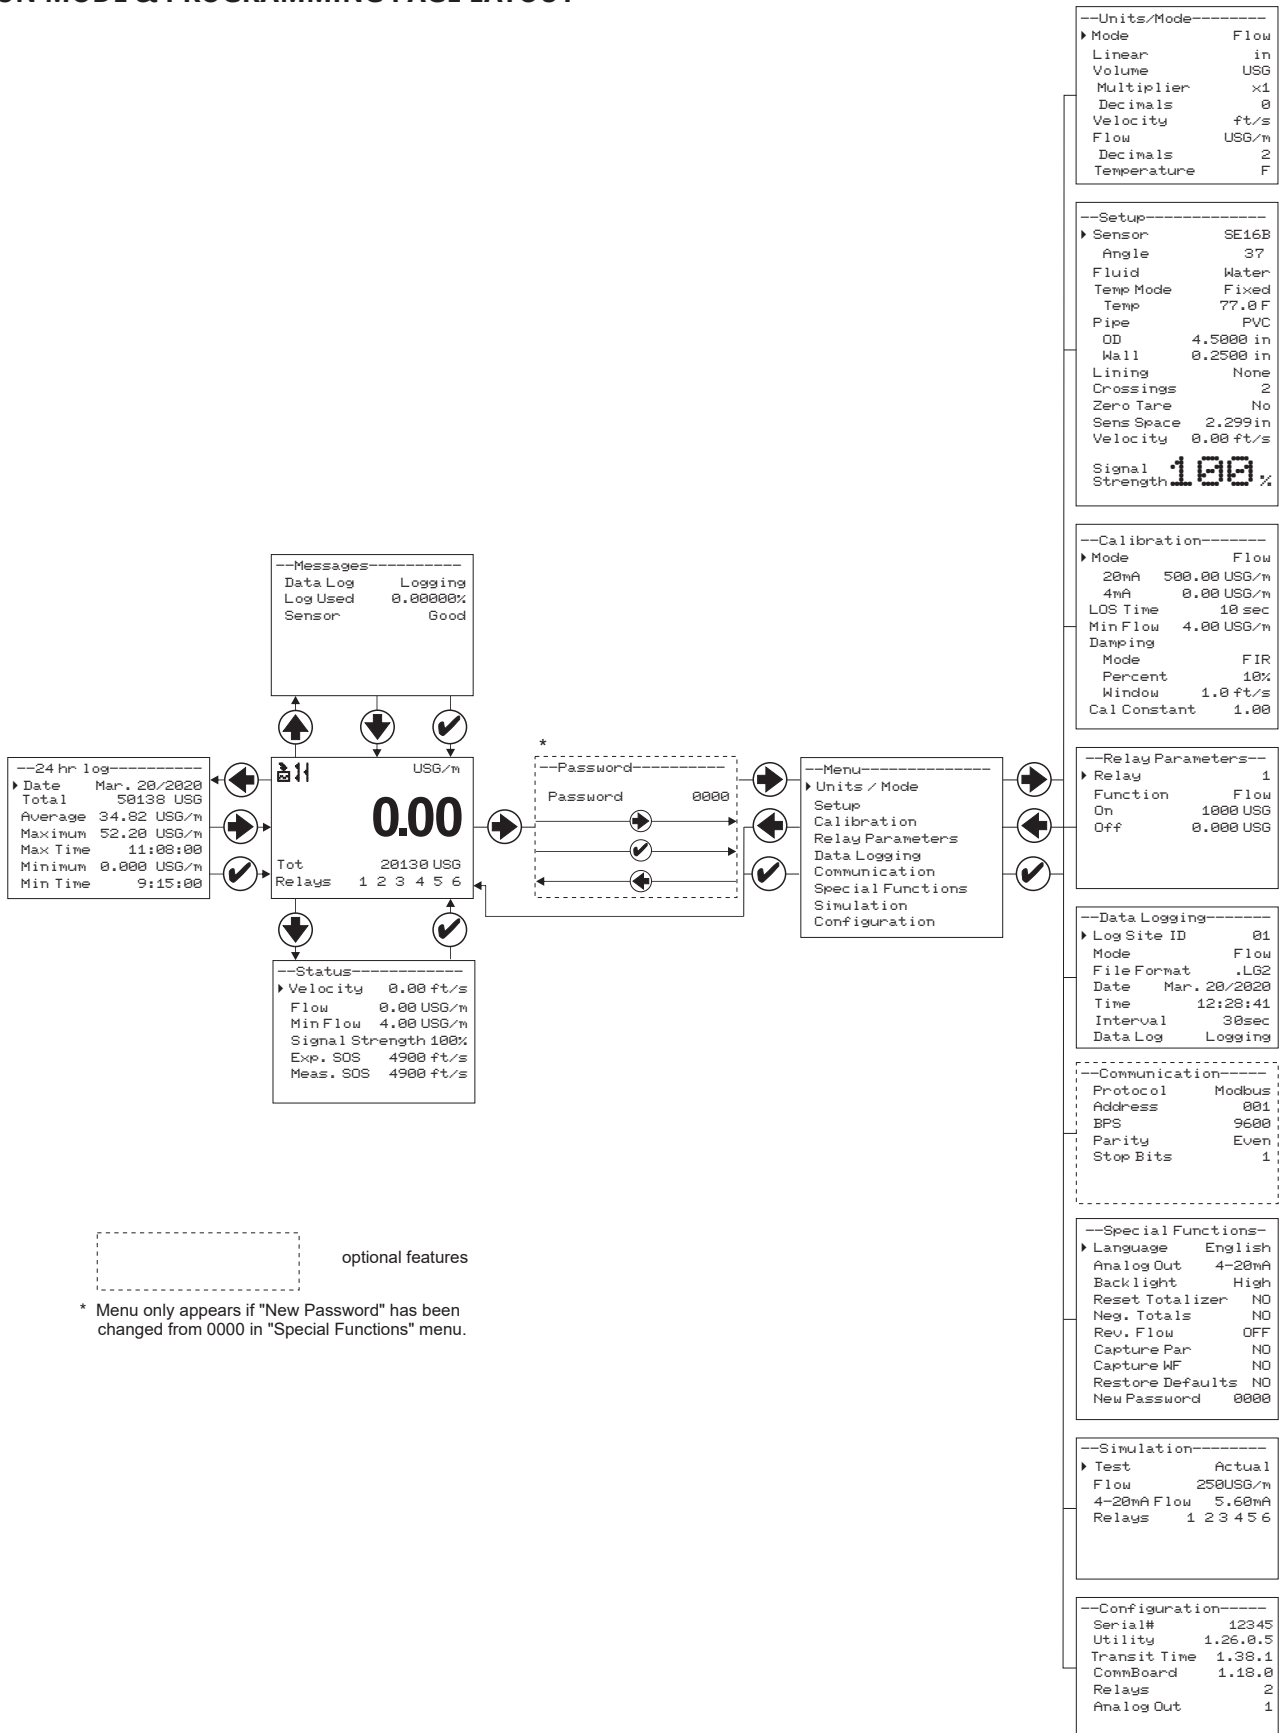 ON MODE & PROGRAMMING PAGE LAYOUT
--Units/Mode--------
Mode Flow
Linear in
Volume USG
Multiplier x1
Decimals 0
Velocity ft/s
Flow USG/m
Decimals 2
Temperature F
--Setup-------------
Sensor SE16B
Angle 37
Fluid Water
Temp Mode Fixed
Temp 77.0 F
Pipe PVC
OD 4.5000 in
Wall 0.2500 in
Lining None
Crossings 2
Zero Tare No
Sens Space 2.299in
Velocity 0.00 ft/s
Signal Strength 100%
--Calibration-------
Mode Flow
20mA 500.00 USG/m
4mA 0.00 USG/m
LOS Time 10 sec
Min Flow 4.00 USG/m
Damping
Mode FIR
Percent 10%
Window 1.0 ft/s
Cal Constant 1.00
--Messages----------
Data Log Logging
Log Used 0.00000%
Sensor Good
--24 hr log----------
Date Mar. 20/2020
Total 50138 USG
Average 34.82 USG/m
Maximum 52.20 USG/m
Max Time 11:08:00
Minimum 0.000 USG/m
Min Time 9:15:00
USG/m
0.00
Tot 20130 USG
Relays 1 2 3 4 5 6
*
--Password----------
Password 0000
--Menu--------------
Units / Mode
Setup
Calibration
Relay Parameters
Data Logging
Communication
Special Functions
Simulation
Configuration
--Relay Parameters--
Relay 1
Function Flow
On 1000 USG
Off 0.000 USG
--Status------------
Velocity 0.00 ft/s
Flow 0.00 USG/m
Min Flow 4.00 USG/m
Signal Strength 100%
Exp. SOS 4900 ft/s
Meas. SOS 4900 ft/s
--Data Logging-------
Log Site ID 01
Mode Flow
File Format .LG2
Date Mar. 20/2020
Time 12:28:41
Interval 30sec
Data Log Logging
--Communication-----
Protocol Modbus
Address 001
BPS 9600
Parity Even
Stop Bits 1
optional features
* Menu only appears if "New Password" has been
changed from 0000 in "Special Functions" menu.
--Special Functions-
Language English
Analog Out 4-20mA
Backlight High
Reset Totalizer NO
Neg. Totals NO
Rev. Flow OFF
Capture Par NO
Capture WF NO
Restore Defaults NO
New Password 0000
--Simulation--------
Test Actual
Flow 250USG/m
4-20mA Flow 5.60mA
Relays 1 2 3 4 5 6
--Configuration-----
Serial# 12345
Utility 1.26.0.5
Transit Time 1.38.1
CommBoard 1.18.0
Relays 2
Analog Out 1